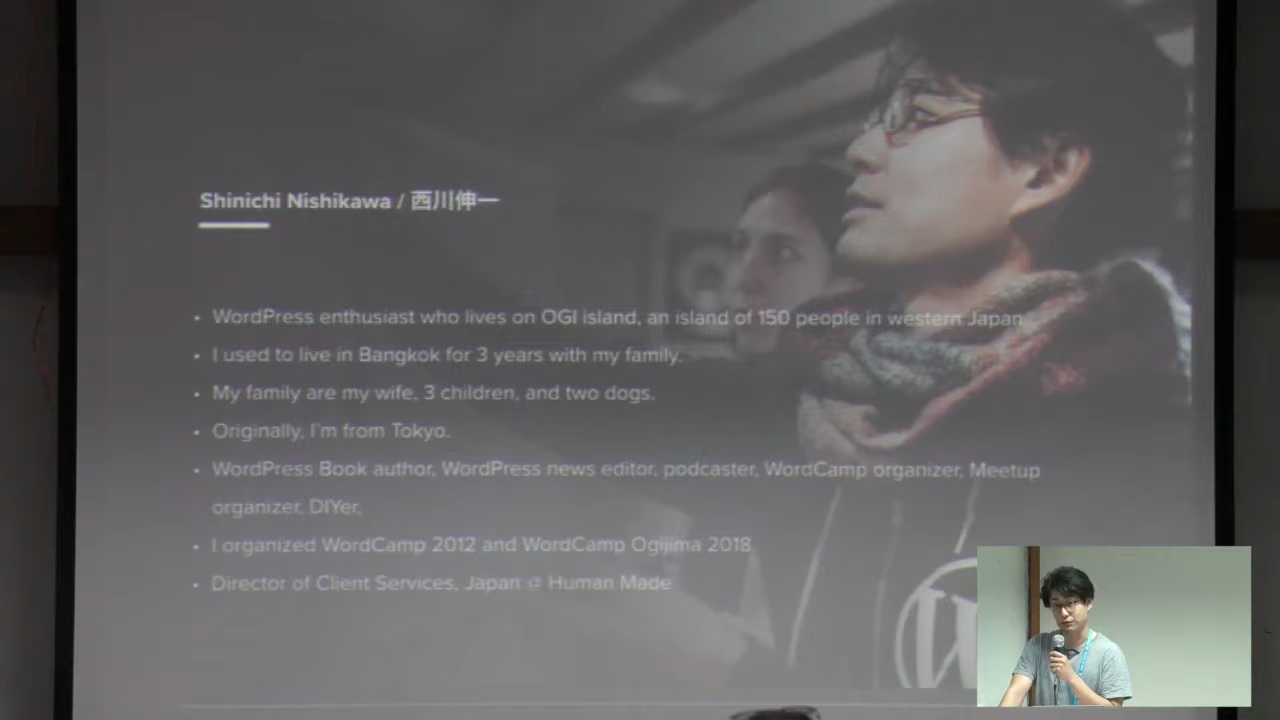 Shinichi Nishikawa / 西川伸一
• WordPress enthusiast who lives on OGI island, an island of 150 people in western Japan.
• I used to live in Bangkok for 3 years with my family.
• My family are my wife, 3 children, and two dogs.
• Originally, I'm from Tokyo.
• WordPress Book author, WordPress news editor, podcaster, WordCamp organizer, Meetup
organizer, DIYer,
• I organized WordCamp 2012 and WordCamp Ogijima 2018.
• Director of Client Services, Japan @ Human Made
W